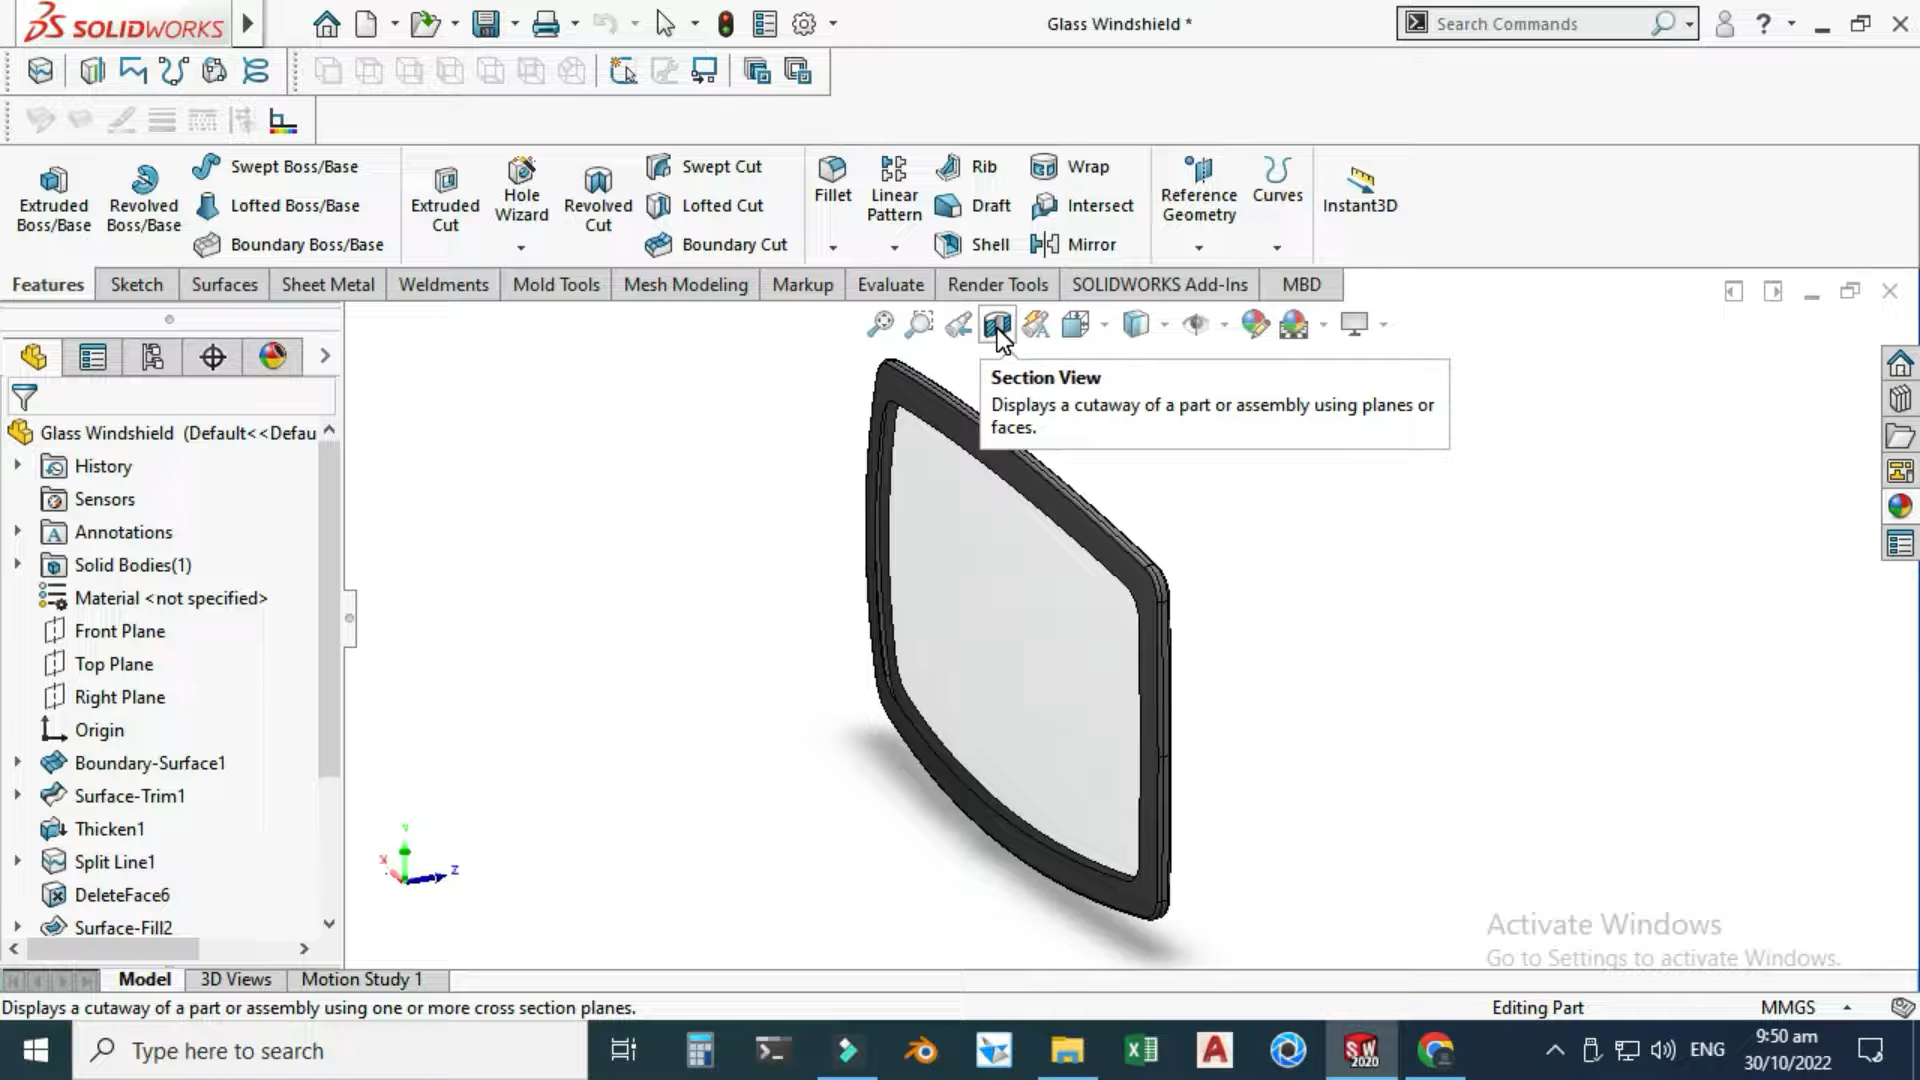 SOLIDWORKS
Glass Windshield *
Search Commands
Extruded Boss/Base
Revolved Boss/Base
Swept Boss/Base
Lofted Boss/Base
Boundary Boss/Base
Extruded Cut
Hole Wizard
Revolved Cut
Swept Cut
Lofted Cut
Boundary Cut
Fillet
Linear Pattern
Rib
Draft
Shell
Wrap
Intersect
Mirror
Reference Geometry
Curves
Instant3D
Features Sketch Surfaces Sheet Metal Weldments Mold Tools Mesh Modeling Markup Evaluate Render Tools SOLIDWORKS Add-Ins MBD
Section View
Displays a cutaway of a part or assembly using planes or
faces.
Glass Windshield (Default<<Defau
History
Sensors
Annotations
Solid Bodies(1)
Material <not specified>
Front Plane
Top Plane
Right Plane
Origin
Boundary-Surface1
Surface-Trim1
Thicken1
Split Line1
DeleteFace6
Surface-Fill2
Y
X
Z
Activate Windows
Go to Settings to activate Windows.
Model 3D Views Motion Study 1
Displays a cutaway of a part or assembly using one or more cross section planes.
Editing Part
MMGS
Type here to search
SW
2020
ENG
9:50 am
30/10/2022